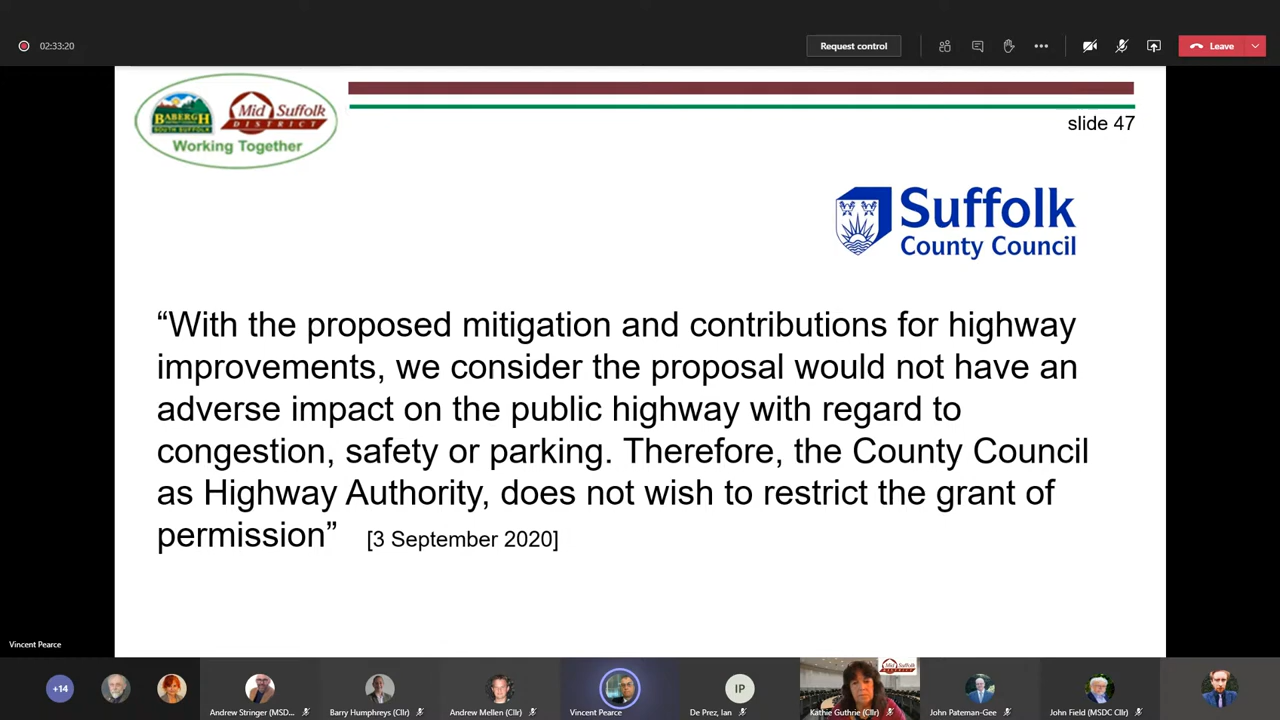 02:33:20
Request control
Leave
BABERGH
SOUTH SUFFOLK
Mid Suffolk
DISTRICT
Working Together
slide 47
Suffolk
County Council
“With the proposed mitigation and contributions for highway
improvements, we consider the proposal would not have an
adverse impact on the public highway with regard to
congestion, safety or parking. Therefore, the County Council
as Highway Authority, does not wish to restrict the grant of
permission” [3 September 2020]
Vincent Pearce
+14
Andrew Stringer (MSD...
Barry Humphreys (Cllr)
Andrew Mellen (Cllr)
Vincent Pearce
IP
De Prez, Ian
Mid Suffolk
DISTRICT
Kathie Guthrie (Cllr)
John Pateman-Gee
John Field (MSDC Cllr)